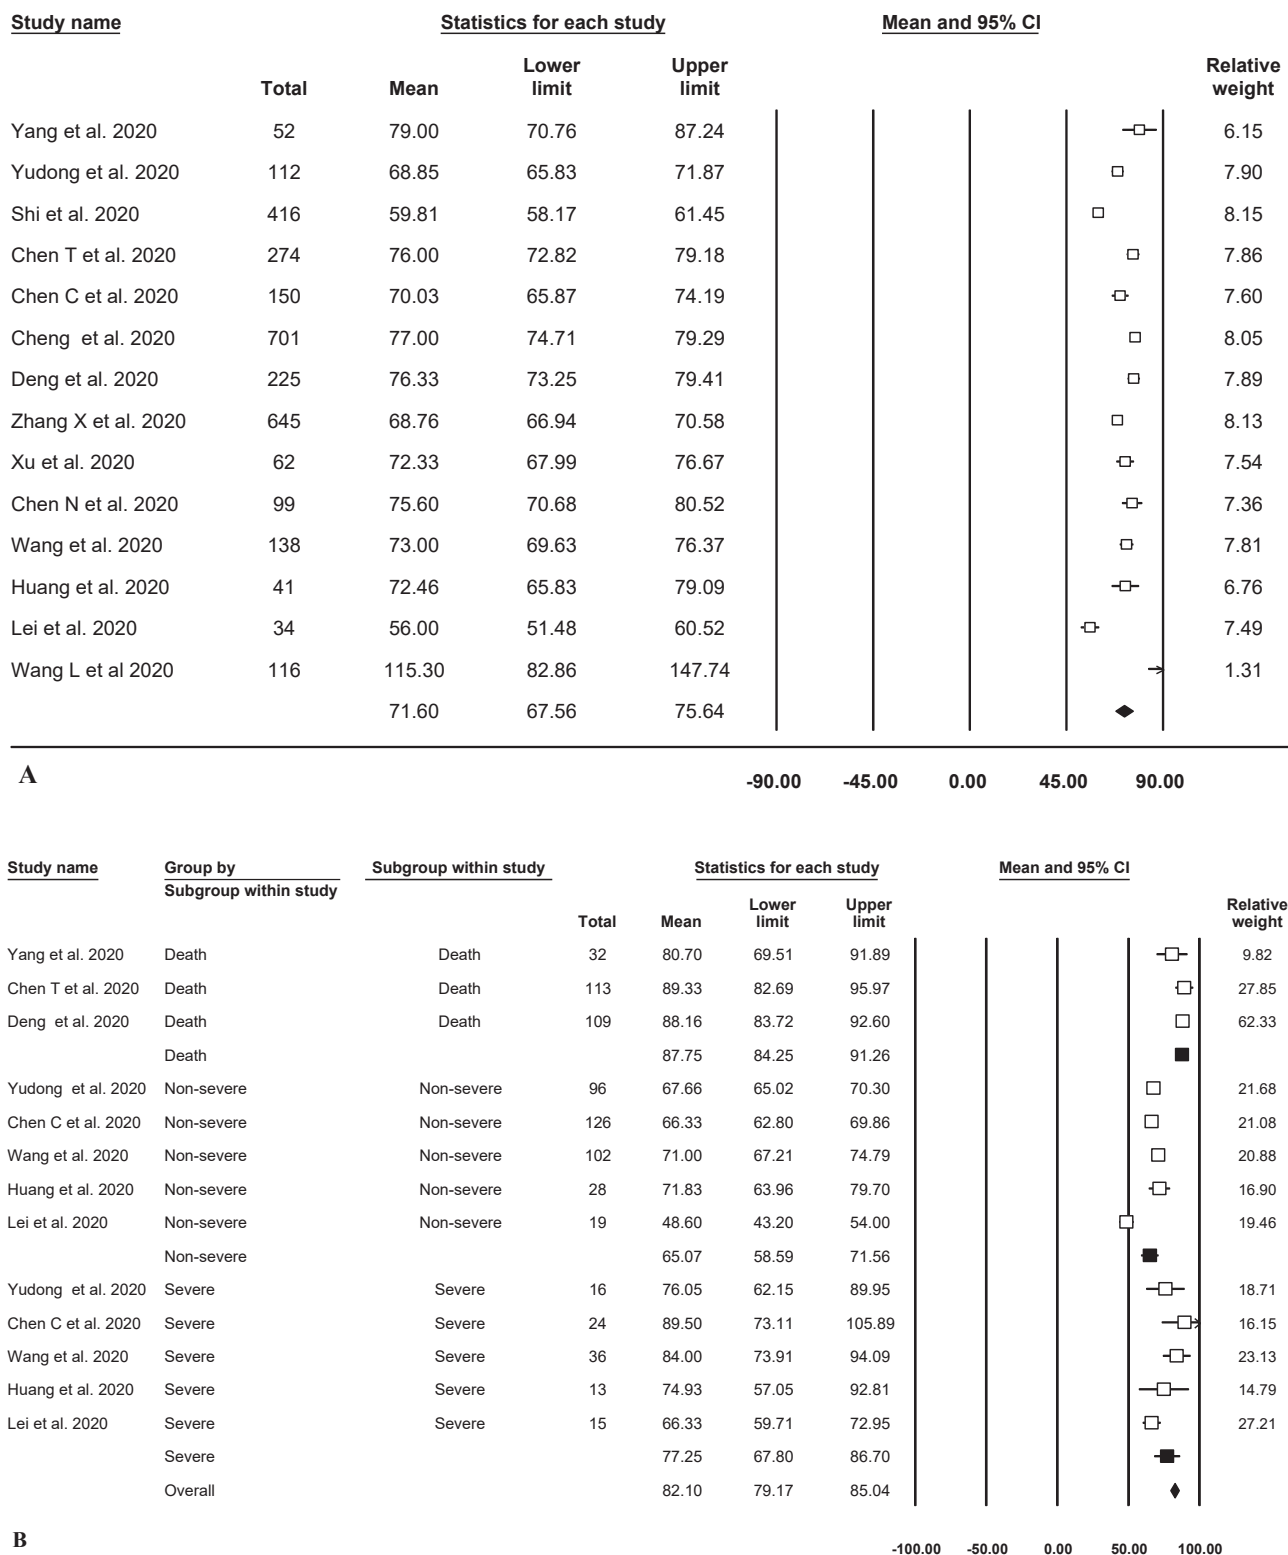 Study name Statistics for each study Mean and 95% CI
Lower Upper Relative
Total Mean limit limit weight
Yang et al. 2020 52 79.00 70.76 87.24 6.15
Yudong et al. 2020 112 68.85 65.83 71.87 7.90
Shi et al. 2020 416 59.81 58.17 61.45 8.15
Chen T et al. 2020 274 76.00 72.82 79.18 7.86
Chen C et al. 2020 150 70.03 65.87 74.19 7.60
Cheng et al. 2020 701 77.00 74.71 79.29 8.05
Deng et al. 2020 225 76.33 73.25 79.41 7.89
Zhang X et al. 2020 645 68.76 66.94 70.58 8.13
Xu et al. 2020 62 72.33 67.99 76.67 7.54
Chen N et al. 2020 99 75.60 70.68 80.52 7.36
Wang et al. 2020 138 73.00 69.63 76.37 7.81
Huang et al. 2020 41 72.46 65.83 79.09 6.76
Lei et al. 2020 34 56.00 51.48 60.52 7.49
Wang L et al 2020 116 115.30 82.86 147.74 1.31
71.60 67.56 75.64
A -90.00 -45.00 0.00 45.00 90.00
Study name Group by Subgroup within study Statistics for each study Mean and 95% CI
Subgroup within study
Lower Upper Relative
Total Mean limit limit weight
Yang et al. 2020 Death Death 32 80.70 69.51 91.89 9.82
Chen T et al. 2020 Death Death 113 89.33 82.69 95.97 27.85
Deng et al. 2020 Death Death 109 88.16 83.72 92.60 62.33
Death 87.75 84.25 91.26
Yudong et al. 2020 Non-severe Non-severe 96 67.66 65.02 70.30 21.68
Chen C et al. 2020 Non-severe Non-severe 126 66.33 62.80 69.86 21.08
Wang et al. 2020 Non-severe Non-severe 102 71.00 67.21 74.79 20.88
Huang et al. 2020 Non-severe Non-severe 28 71.83 63.96 79.70 16.90
Lei et al. 2020 Non-severe Non-severe 19 48.60 43.20 54.00 19.46
Non-severe 65.07 58.59 71.56
Yudong et al. 2020 Severe Severe 16 76.05 62.15 89.95 18.71
Chen C et al. 2020 Severe Severe 24 89.50 73.11 105.89 16.15
Wang et al. 2020 Severe Severe 36 84.00 73.91 94.09 23.13
Huang et al. 2020 Severe Severe 13 74.93 57.05 92.81 14.79
Lei et al. 2020 Severe Severe 15 66.33 59.71 72.95 27.21
Severe 77.25 67.80 86.70
Overall 82.10 79.17 85.04
B -100.00 -50.00 0.00 50.00 100.00